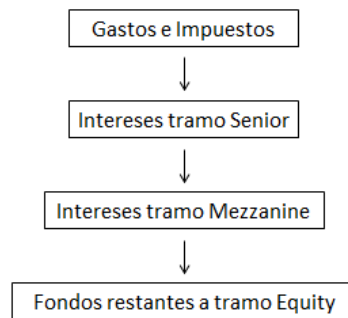 Gastos e Impuestos
Intereses tramo Senior
Intereses tramo Mezzanine
Fondos restantes a tramo Equity